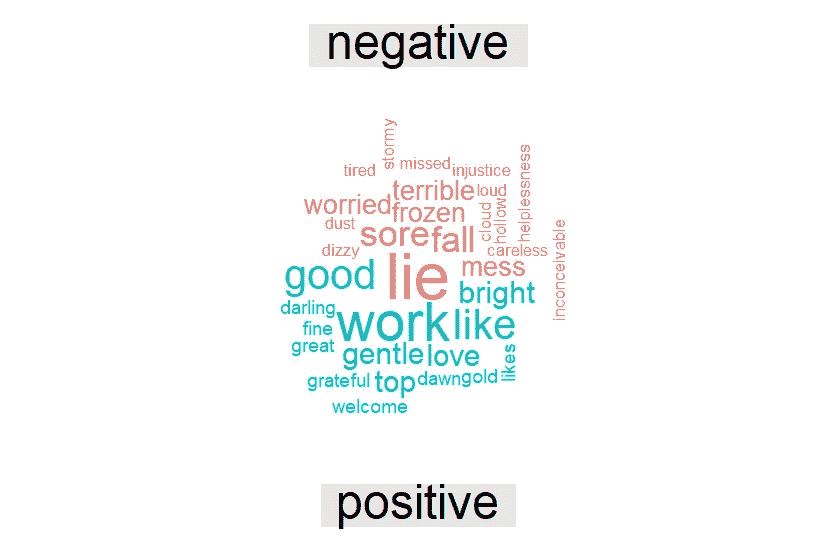 negative
stormy
tired
missed
injustice
helplessness
terrible
loud
worried
frozen
cloud
hollow
dust
sore
fall
inconceivable
dizzy
careless
lie
mess
good
bright
darling
work
like
fine
great
gentle
love
likes
grateful
top
dawn
gold
welcome
positive